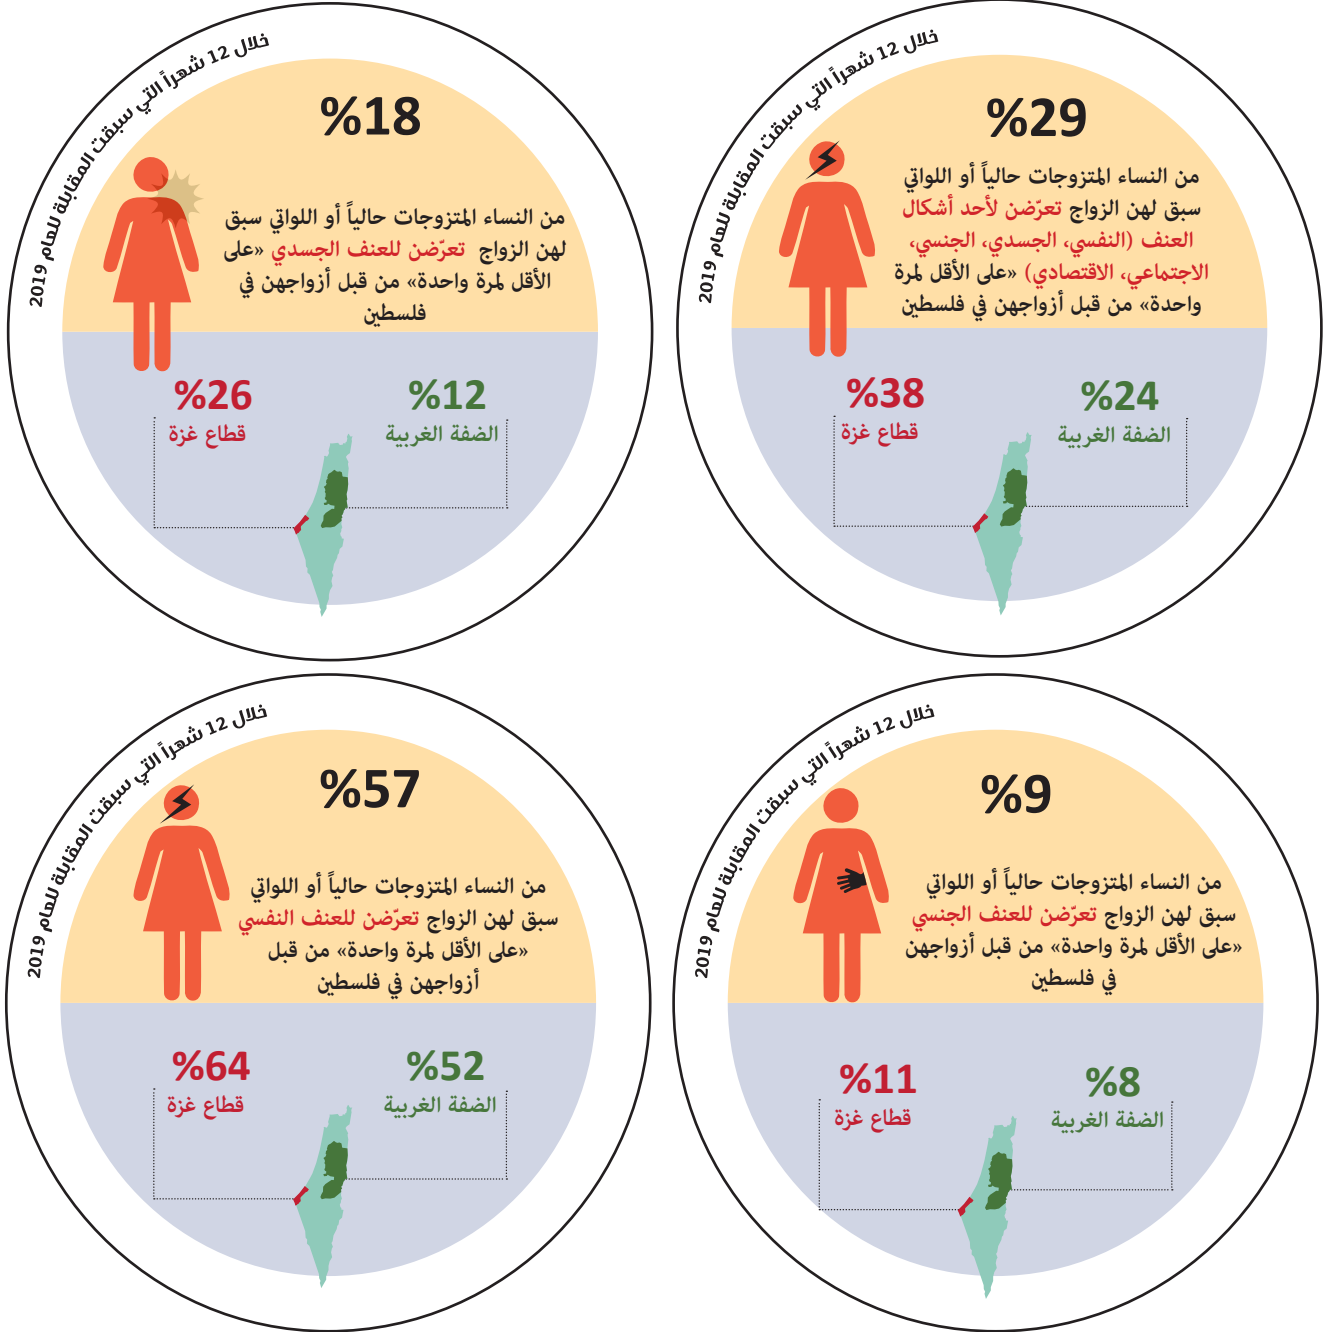 خلال 12 شهراً التي سبقت المقابلة للعام 2019
%29
من النساء المتزوجات حالياً أو اللواتي
سبق لهن الزواج تعرّضن لأحد أشكال
العنف (النفسي، الجسدي، الجنسي،
الاجتماعي، الاقتصادي) «على الأقل لمرة
واحدة» من قبل أزواجهن في فلسطين
%24
الضفة الغربية
%38
قطاع غزة
خلال 12 شهراً التي سبقت المقابلة للعام 2019
%18
من النساء المتزوجات حالياً أو اللواتي سبق
لهن الزواج تعرّضن للعنف الجسدي «على
الأقل لمرة واحدة» من قبل أزواجهن في
فلسطين
%12
الضفة الغربية
%26
قطاع غزة
خلال 12 شهراً التي سبقت المقابلة للعام 2019
%9
من النساء المتزوجات حالياً أو اللواتي
سبق لهن الزواج تعرّضن للعنف الجنسي
«على الأقل لمرة واحدة» من قبل أزواجهن
في فلسطين
%8
الضفة الغربية
%11
قطاع غزة
خلال 12 شهراً التي سبقت المقابلة للعام 2019
%57
من النساء المتزوجات حالياً أو اللواتي
سبق لهن الزواج تعرّضن للعنف النفسي
«على الأقل لمرة واحدة» من قبل
أزواجهن في فلسطين
%52
الضفة الغربية
%64
قطاع غزة